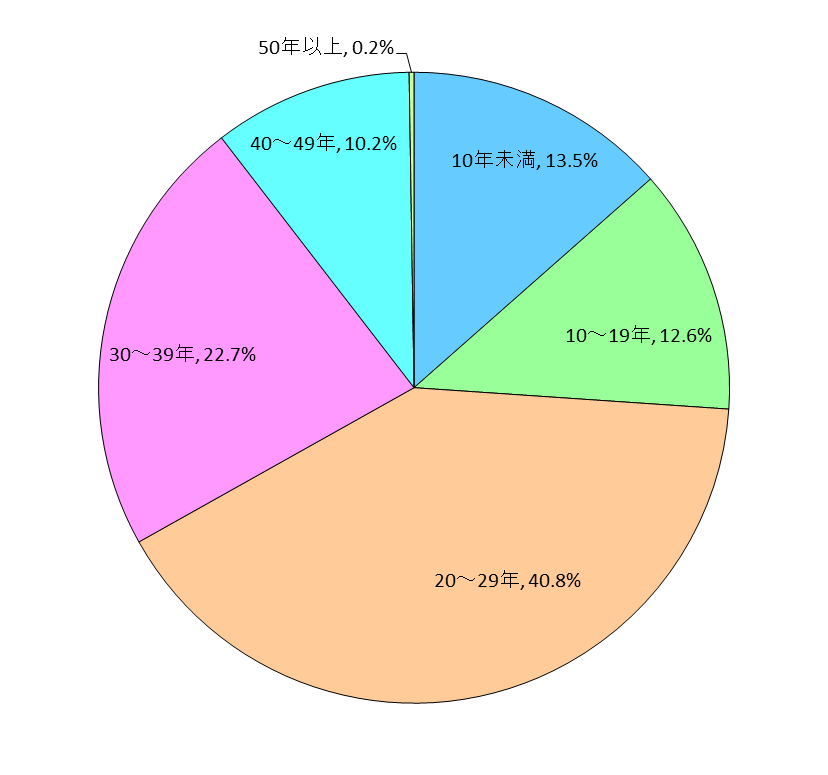 50年以上, 0.2%
40～49年, 10.2%
10年未満, 13.5%
10～19年, 12.6%
30～39年, 22.7%
20～29年, 40.8%